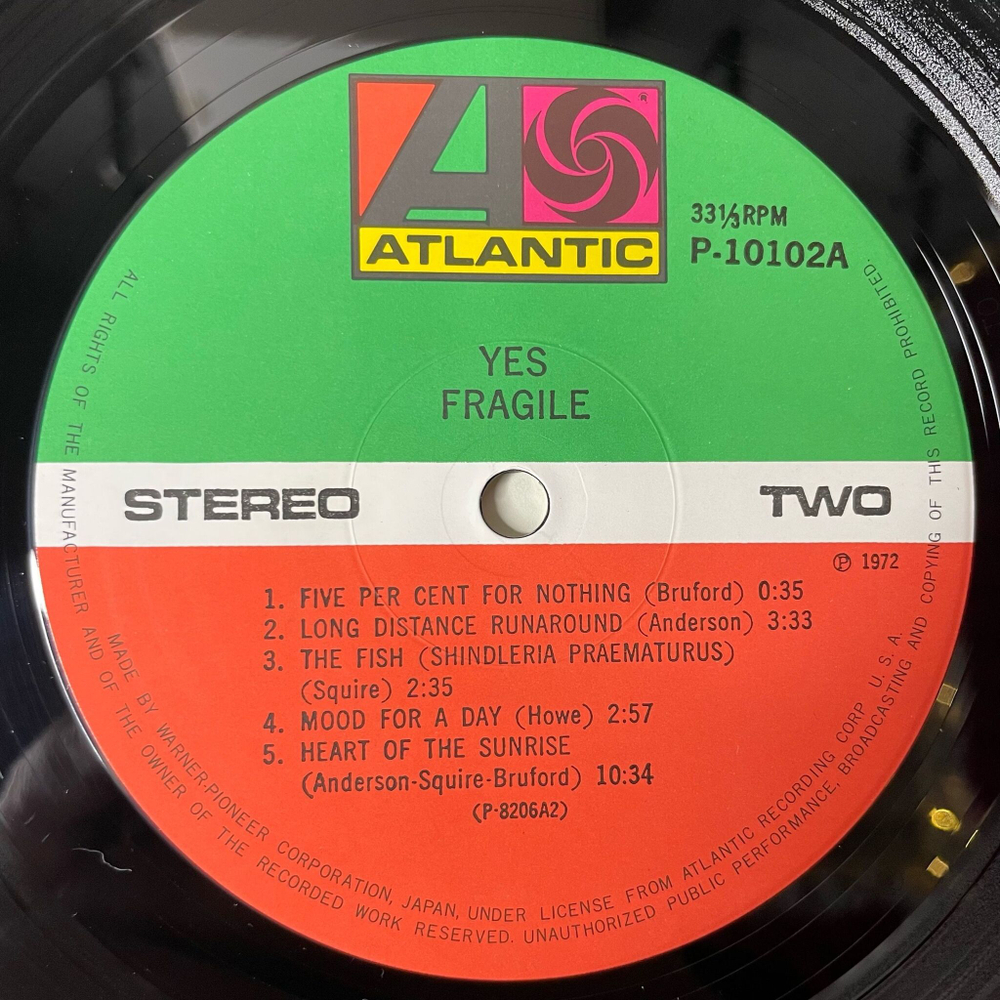 A
®
ATLANTIC
33⅓RPM
P-10102A
YES
FRAGILE
STEREO
TWO
Ⓟ 1972
1. FIVE PER CENT FOR NOTHING (Bruford) 0:35
2. LONG DISTANCE RUNAROUND (Anderson) 3:33
3. THE FISH (SHINDLERIA PRAEMATURUS)
(Squire) 2:35
4. MOOD FOR A DAY (Howe) 2:57
5. HEART OF THE SUNRISE
(Anderson-Squire-Bruford) 10:34
(P-8206A2)
MADE BY WARNER-PIONEER CORPORATION, JAPAN, UNDER LICENSE FROM ATLANTIC RECORDING CORP U. S. A.
ALL RIGHTS OF THE MANUFACTURER AND OF THE OWNER OF THE RECORDED WORK RESERVED. UNAUTHORIZED PUBLIC PERFORMANCE, BROADCASTING AND COPYING OF THIS RECORD PROHIBITED.